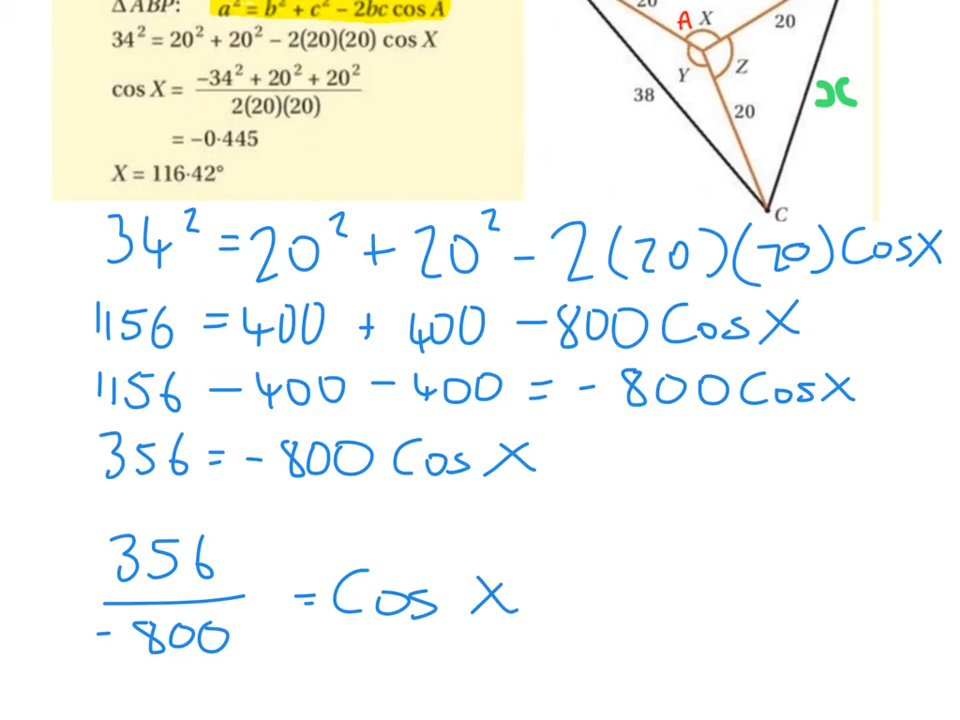 △ABP: a² = b² + c² − 2bc cos A
34² = 20² + 20² − 2(20)(20) cos X
cos X = −34² + 20² + 20² / 2(20)(20)
= −0·445
X = 116·42°
20
A X
20
Y
Z
38
20
x
C
34² = 20² + 20² - 2(20)(20) Cos X
1156 = 400 + 400 - 800 Cos X
1156 - 400 - 400 = - 800 Cos X
356 = - 800 Cos X
356
- 800
= Cos X